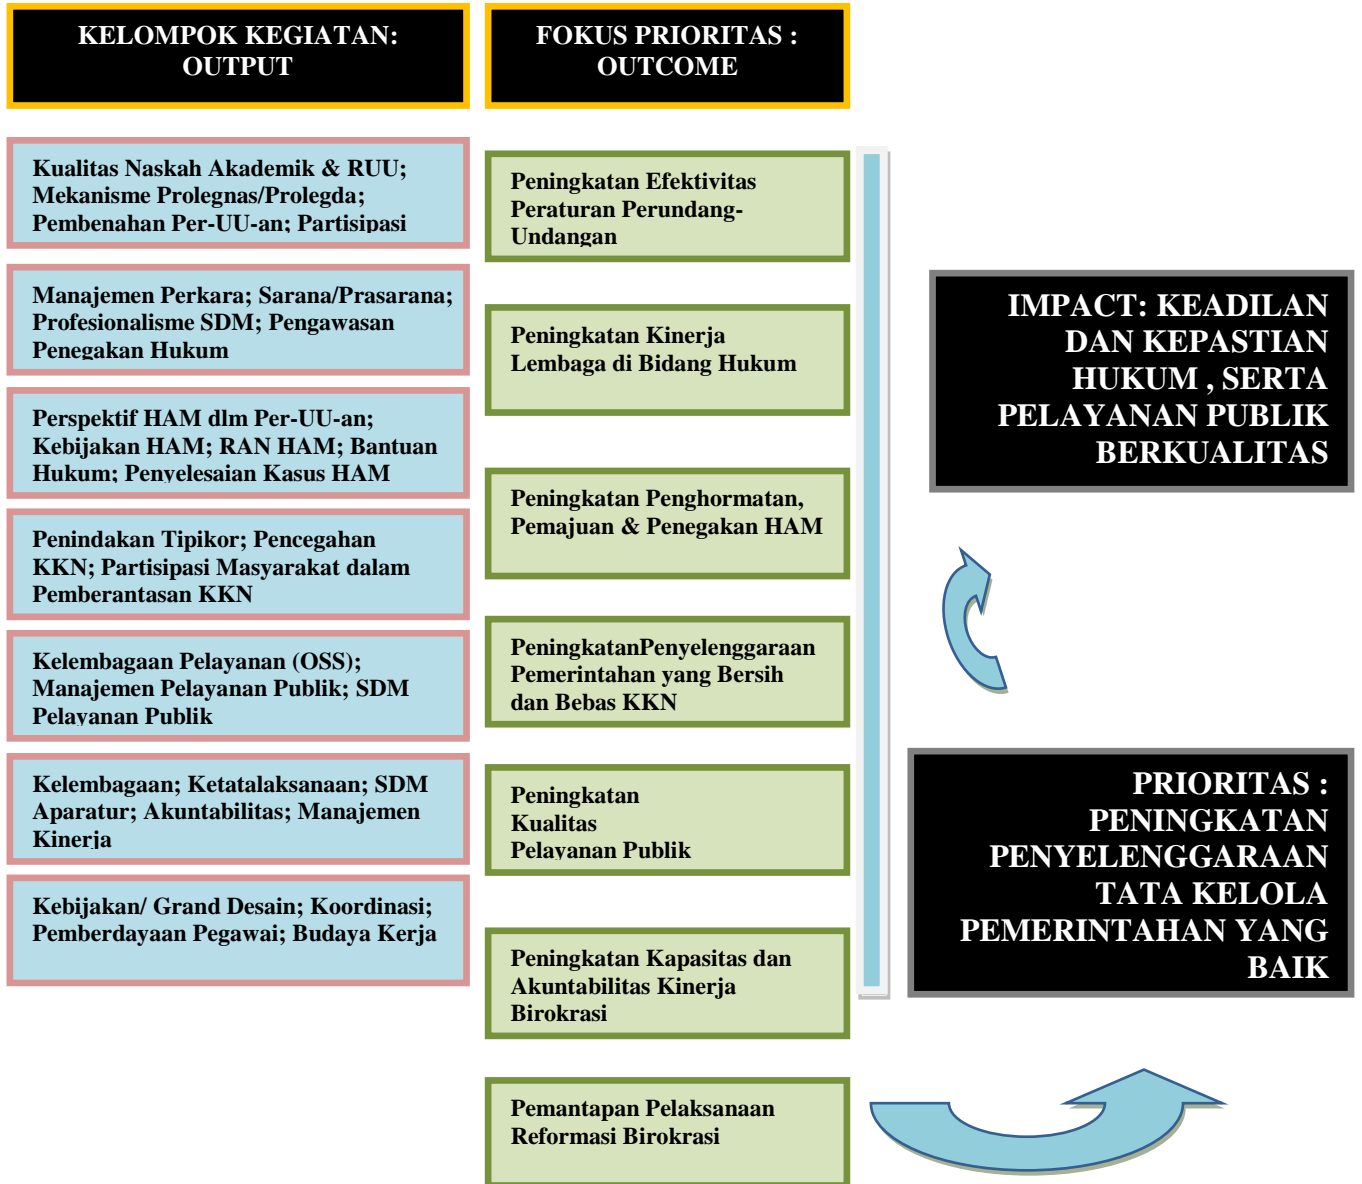 KELOMPOK KEGIATAN:
OUTPUT
FOKUS PRIORITAS :
OUTCOME
Kualitas Naskah Akademik & RUU;
Mekanisme Prolegnas/Prolegda;
Pembenahan Per-UU-an; Partisipasi
Manajemen Perkara; Sarana/Prasarana;
Profesionalisme SDM; Pengawasan
Penegakan Hukum
Perspektif HAM dlm Per-UU-an;
Kebijakan HAM; RAN HAM; Bantuan
Hukum; Penyelesaian Kasus HAM
Penindakan Tipikor; Pencegahan
KKN; Partisipasi Masyarakat dalam
Pemberantasan KKN
Kelembagaan Pelayanan (OSS);
Manajemen Pelayanan Publik; SDM
Pelayanan Publik
Kelembagaan; Ketatalaksanaan; SDM
Aparatur; Akuntabilitas; Manajemen
Kinerja
Kebijakan/ Grand Desain; Koordinasi;
Pemberdayaan Pegawai; Budaya Kerja
Peningkatan Efektivitas
Peraturan Perundang-
Undangan
Peningkatan Kinerja
Lembaga di Bidang Hukum
Peningkatan Penghormatan,
Pemajuan & Penegakan HAM
PeningkatanPenyelenggaraan
Pemerintahan yang Bersih
dan Bebas KKN
Peningkatan
Kualitas
Pelayanan Publik
Peningkatan Kapasitas dan
Akuntabilitas Kinerja
Birokrasi
Pemantapan Pelaksanaan
Reformasi Birokrasi
IMPACT: KEADILAN
DAN KEPASTIAN
HUKUM , SERTA
PELAYANAN PUBLIK
BERKUALITAS
PRIORITAS :
PENINGKATAN
PENYELENGGARAAN
TATA KELOLA
PEMERINTAHAN YANG
BAIK